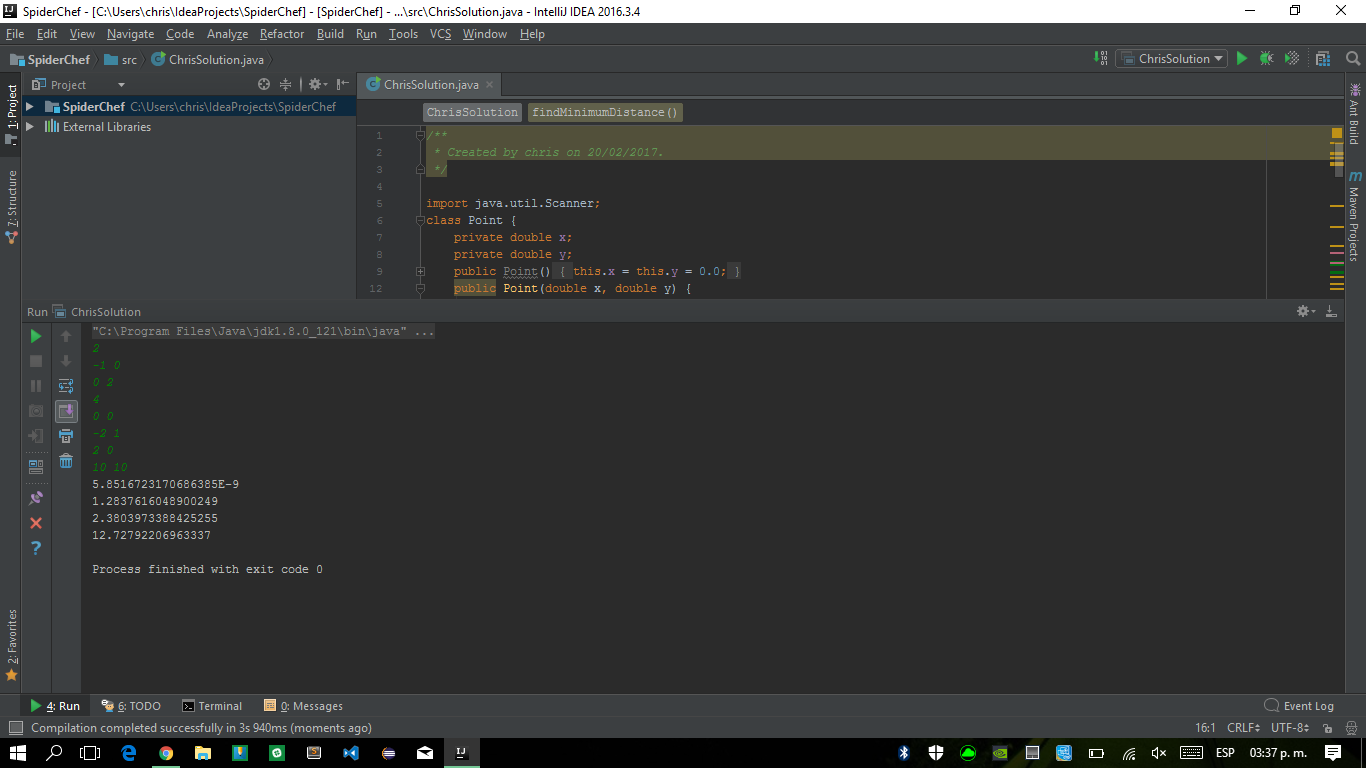 SpiderChef - [C:\Users\chris\IdeaProjects\SpiderChef] - [SpiderChef] - ...\src\ChrisSolution.java - IntelliJ IDEA 2016.3.4
File Edit View Navigate Code Analyze Refactor Build Run Tools VCS Window Help
SpiderChef src ChrisSolution.java
ChrisSolution
Project
ChrisSolution.java
1: Project
7: Structure
2: Favorites
SpiderChef C:\Users\chris\IdeaProjects\SpiderChef
External Libraries
ChrisSolution findMinimumDistance()
1 /**
2 * Created by chris on 20/02/2017.
3 */
4
5 import java.util.Scanner;
6 class Point {
7 private double x;
8 private double y;
9 public Point() { this.x = this.y = 0.0; }
12 public Point(double x, double y) {
Ant Build
Maven Projects
Run ChrisSolution
"C:\Program Files\Java\jdk1.8.0_121\bin\java" ...
2
-1 0
0 2
4
0 0
-2 1
2 0
10 10
5.8516723170686385E-9
1.2837616048900249
2.3803973388425255
12.72792206963337
Process finished with exit code 0
4: Run 6: TODO Terminal 0: Messages Event Log
Compilation completed successfully in 3s 940ms (moments ago) 16:1 CRLF UTF-8
ESP 03:37 p. m.